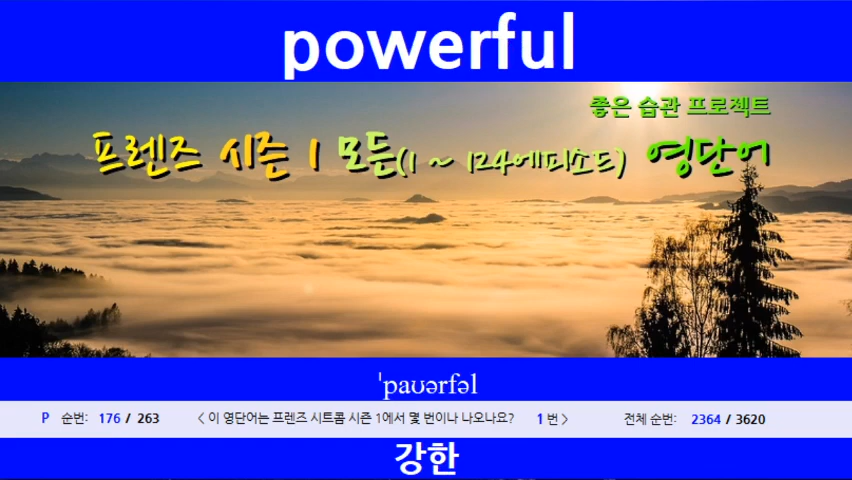 powerful
좋은 습관 프로젝트
프렌즈 시즌 1 모든(1 ~ 124에피소드) 영단어
ˈpaʊərfəl
P 순번: 176 / 263 < 이 영단어는 프렌즈 시트콤 시즌 1에서 몇 번이나 나오나요? 1 번 > 전체 순번: 2364 / 3620
강한